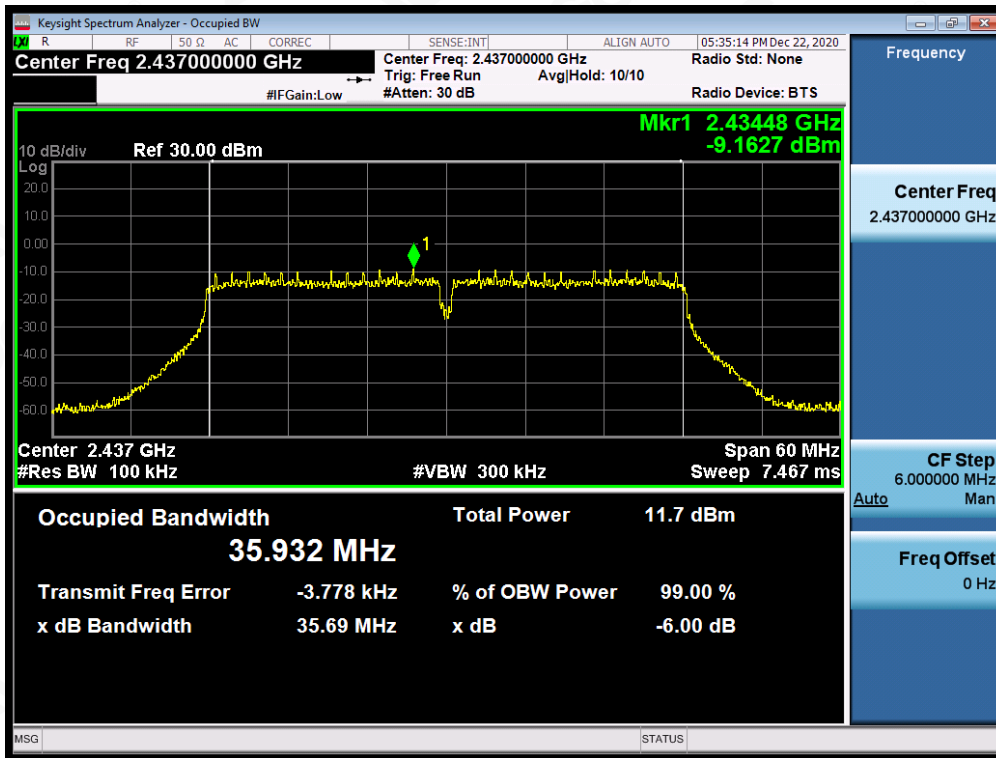 Keysight Spectrum Analyzer - Occupied BW
LXI R RF 50 Ω AC CORREC SENSE:INT ALIGN AUTO 05:35:14 PM Dec 22, 2020
Center Freq 2.437000000 GHz
Center Freq: 2.437000000 GHz Radio Std: None
Trig: Free Run Avg|Hold: 10/10
#IFGain:Low #Atten: 30 dB Radio Device: BTS
Mkr1 2.43448 GHz
-9.1627 dBm
10 dB/div Ref 30.00 dBm
Log
20.0
10.0
0.00
-10.0
-20.0
-30.0
-40.0
-50.0
-60.0
1
Center 2.437 GHz Span 60 MHz
#Res BW 100 kHz #VBW 300 kHz Sweep 7.467 ms
Occupied Bandwidth Total Power 11.7 dBm
35.932 MHz
Transmit Freq Error -3.778 kHz % of OBW Power 99.00 %
x dB Bandwidth 35.69 MHz x dB -6.00 dB
MSG STATUS
Frequency
Center Freq
2.437000000 GHz
CF Step
6.000000 MHz
Auto Man
Freq Offset
0 Hz